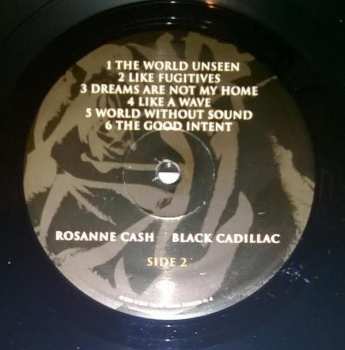 1 THE WORLD UNSEEN
2 LIKE FUGITIVES
3 DREAMS ARE NOT MY HOME
4 LIKE A WAVE
5 WORLD WITHOUT SOUND
6 THE GOOD INTENT
ROSANNE CASH BLACK CADILLAC
SIDE 2